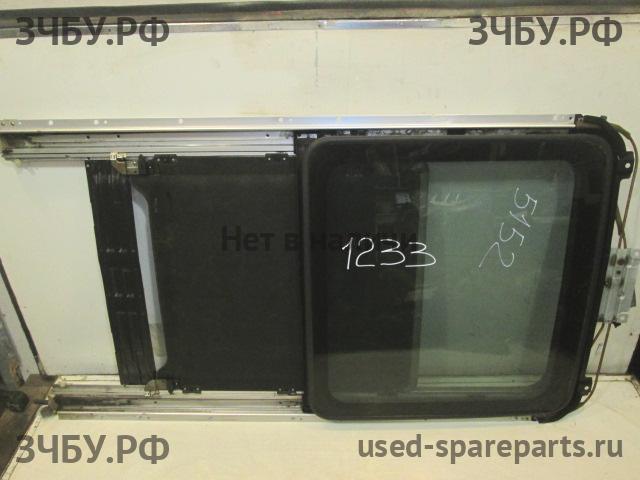 ЗЧБУ.РФ
ЗЧБУ.РФ
5152
Нет в наличии
1233
ЗЧБУ.РФ
used-spareparts.ru